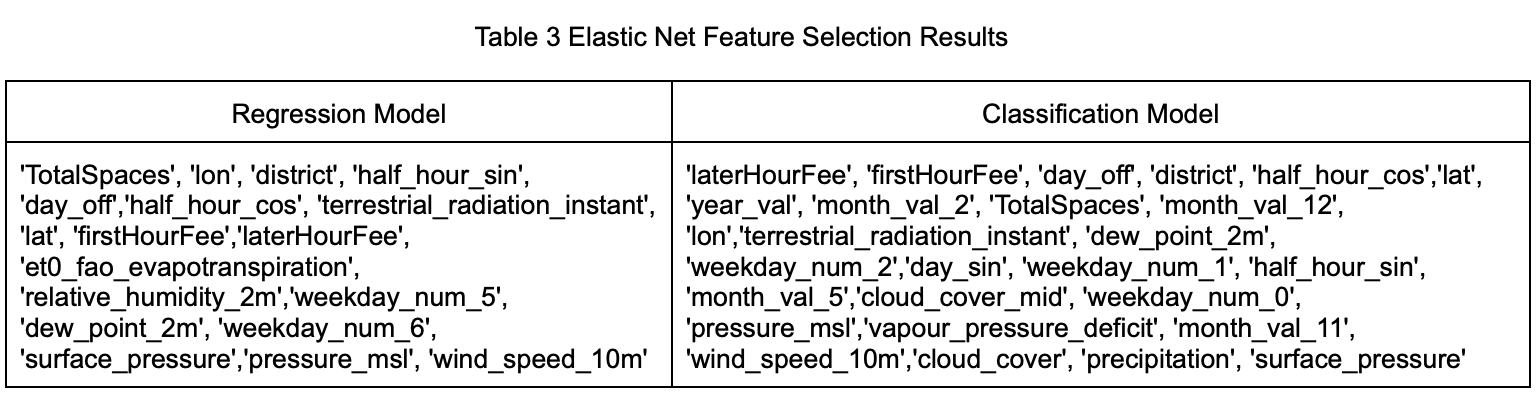 Table 3 Elastic Net Feature Selection Results
Regression Model
Classification Model
'TotalSpaces', 'lon', 'district', 'half_hour_sin',
'day_off','half_hour_cos', 'terrestrial_radiation_instant',
'lat', 'firstHourFee','laterHourFee',
'et0_fao_evapotranspiration',
'relative_humidity_2m','weekday_num_5',
'dew_point_2m', 'weekday_num_6',
'surface_pressure','pressure_msl', 'wind_speed_10m'
'laterHourFee', 'firstHourFee', 'day_off', 'district', 'half_hour_cos','lat',
'year_val', 'month_val_2', 'TotalSpaces', 'month_val_12',
'lon','terrestrial_radiation_instant', 'dew_point_2m',
'weekday_num_2','day_sin', 'weekday_num_1', 'half_hour_sin',
'month_val_5','cloud_cover_mid', 'weekday_num_0',
'pressure_msl','vapour_pressure_deficit', 'month_val_11',
'wind_speed_10m','cloud_cover', 'precipitation', 'surface_pressure'